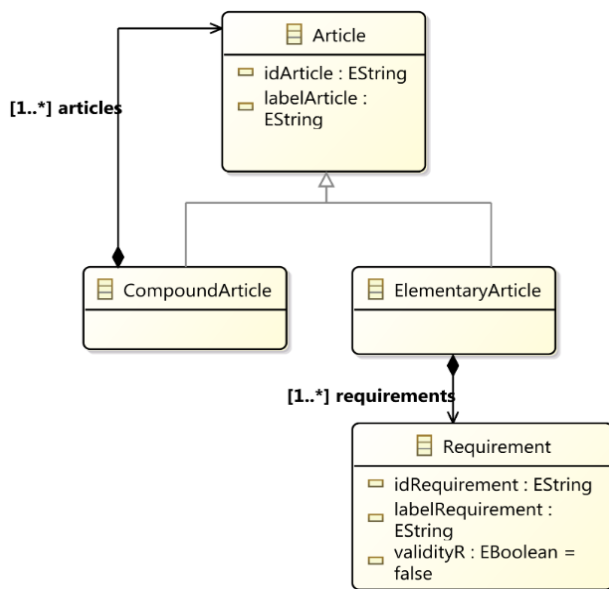 Article
idArticle : EString
labelArticle :
EString
[1..*] articles
CompoundArticle
ElementaryArticle
[1..*] requirements
Requirement
idRequirement : EString
labelRequirement :
EString
validityR : EBoolean =
false